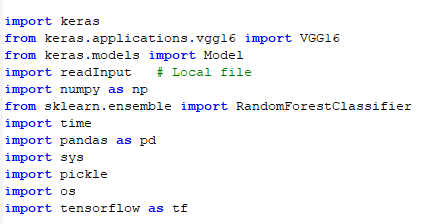 import keras
from keras.applications.vgg16 import VGG16
from keras.models import Model
import readInput   # Local file
import numpy as np
from sklearn.ensemble import RandomForestClassifier
import time
import pandas as pd
import sys
import pickle
import os
import tensorflow as tf